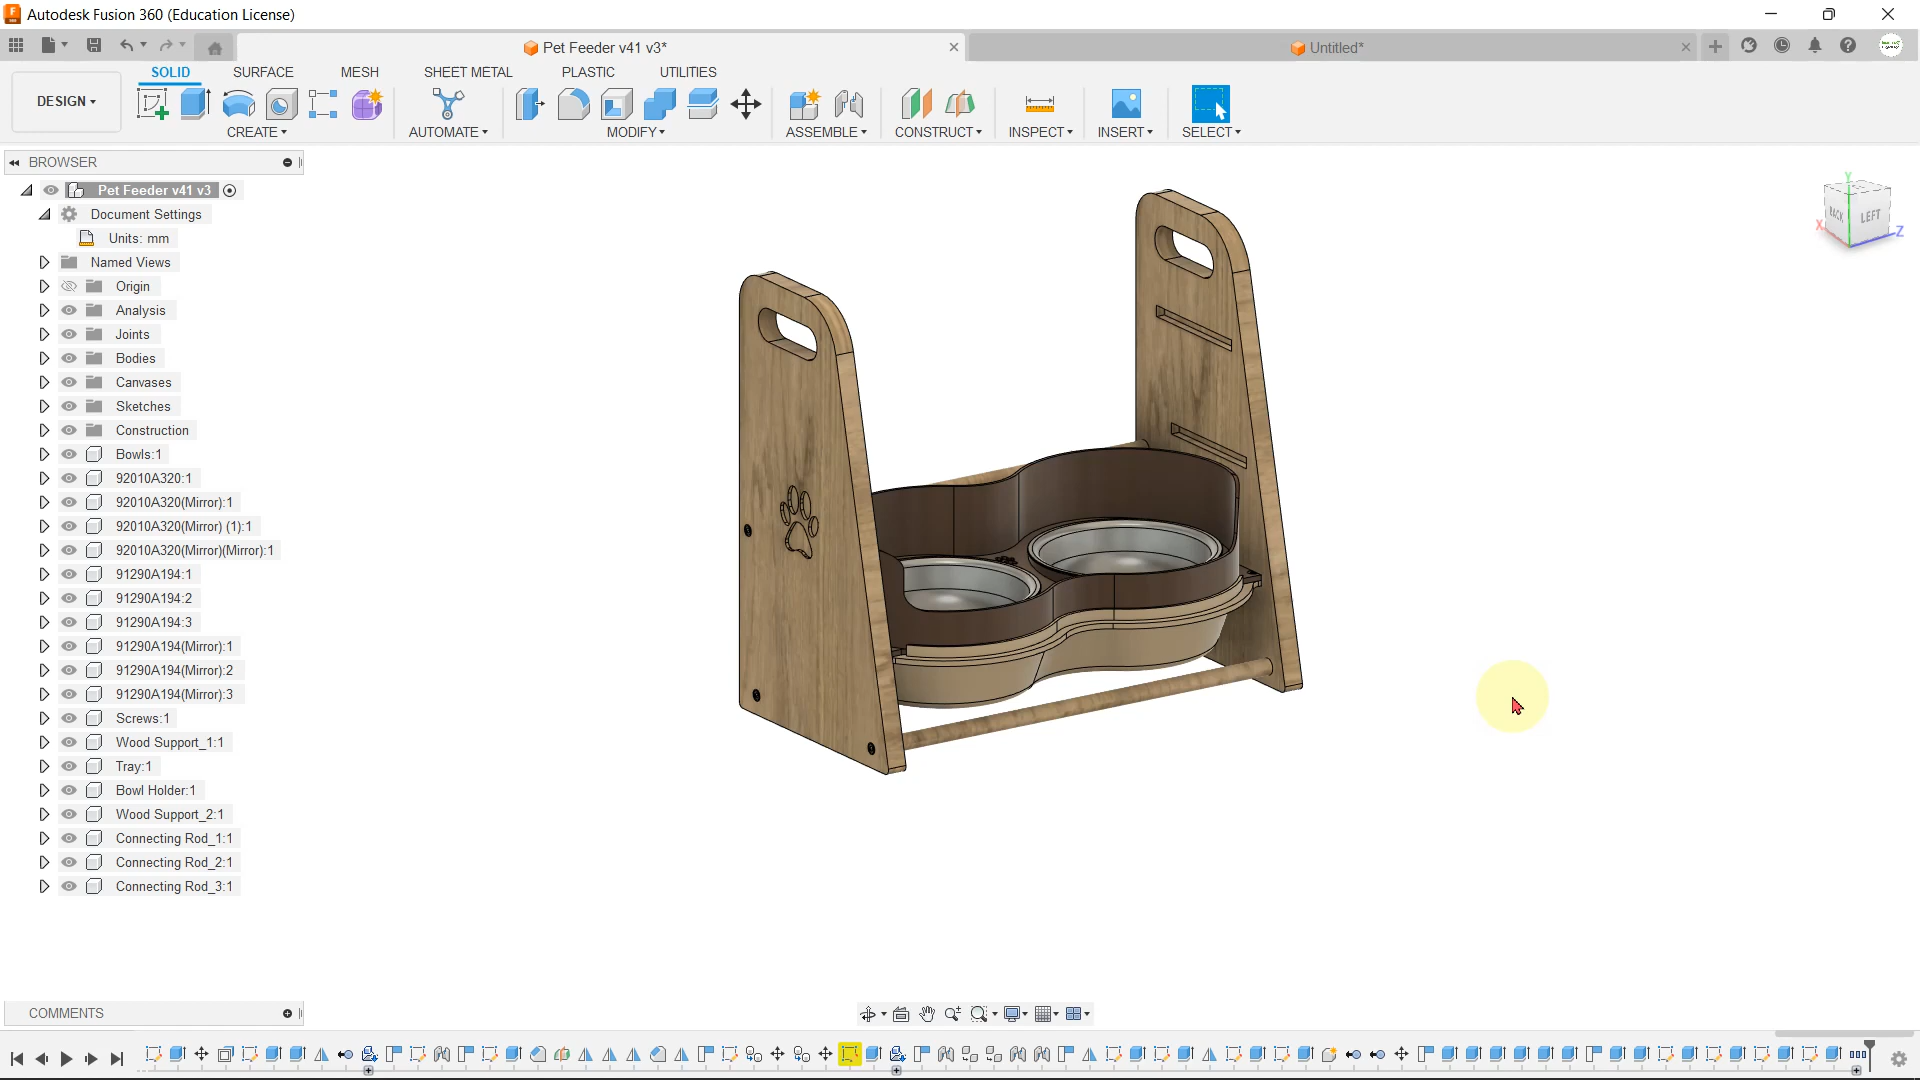 Autodesk Fusion 360 (Education License)
Pet Feeder v41 v3*
Untitled*
SOLID
SURFACE
MESH
SHEET METAL
PLASTIC
UTILITIES
DESIGN
CREATE
AUTOMATE
MODIFY
ASSEMBLE
CONSTRUCT
INSPECT
INSERT
SELECT
BROWSER
Pet Feeder v41 v3
Document Settings
Units: mm
Named Views
Origin
Analysis
Joints
Bodies
Canvases
Sketches
Construction
Bowls:1
92010A320:1
92010A320(Mirror):1
92010A320(Mirror) (1):1
92010A320(Mirror)(Mirror):1
91290A194:1
91290A194:2
91290A194:3
91290A194(Mirror):1
91290A194(Mirror):2
91290A194(Mirror):3
Screws:1
Wood Support_1:1
Tray:1
Bowl Holder:1
Wood Support_2:1
Connecting Rod_1:1
Connecting Rod_2:1
Connecting Rod_3:1
Y
BACK
LEFT
X
Z
COMMENTS